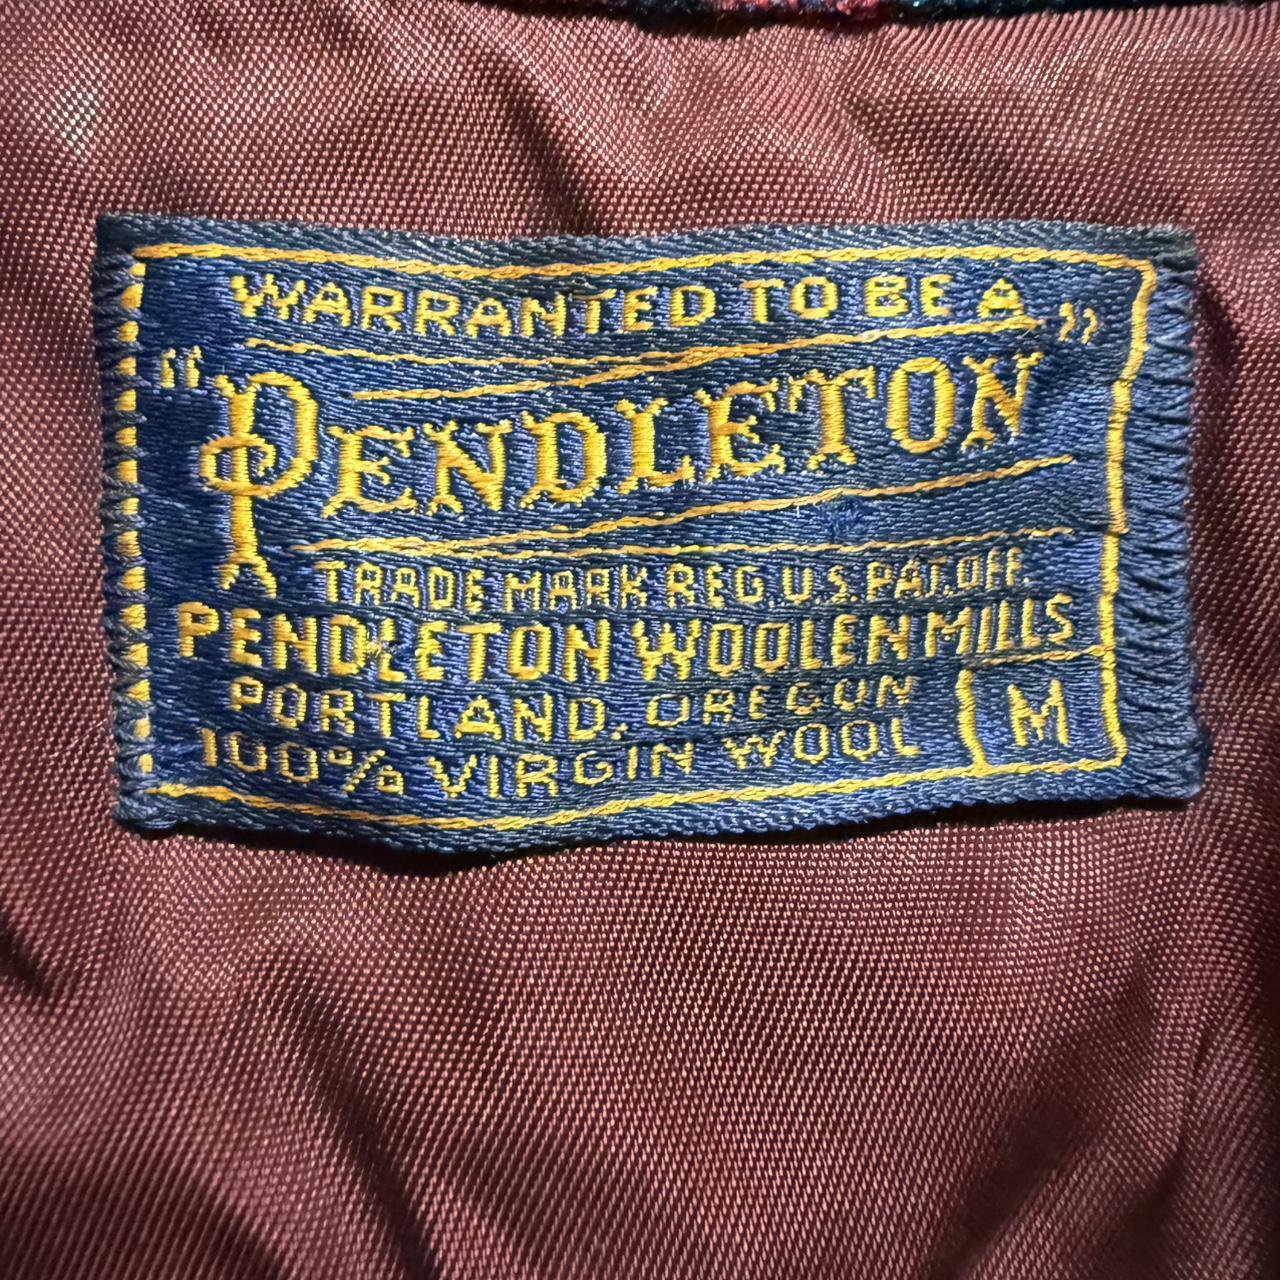 WARRANTED TO BE A
"PENDLETON"
TRADE MARK REG. U.S. PAT. OFF.
PENDLETON WOOLEN MILLS
PORTLAND, OREGON
100% VIRGIN WOOL
M